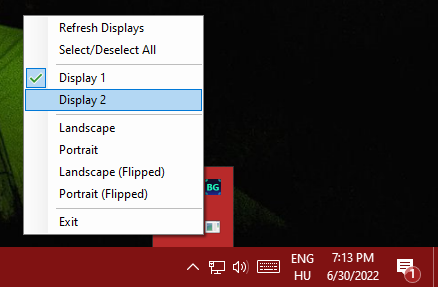 Refresh Displays
Select/Deselect All
Display 1
Display 2
Landscape
Portrait
Landscape (Flipped)
Portrait (Flipped)
Exit
BG
ENG
HU
7:13 PM
6/30/2022
1